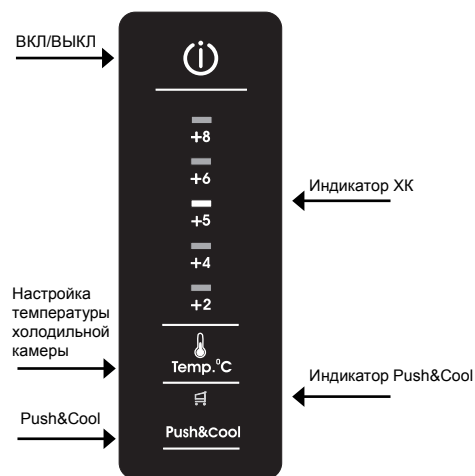 ВКЛ/ВЫКЛ
+8
+6
Индикатор ХК
+5
+4
+2
Настройка
температуры
холодильной
камеры
Temp.°C
Индикатор Push&Cool
Push&Cool
Push&Cool